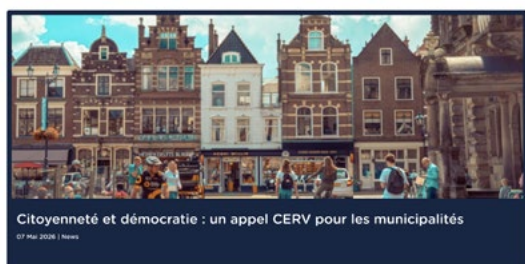 Citoyenneté et démocratie : un appel CERV pour les municipalités
07 Mai 2026 | News